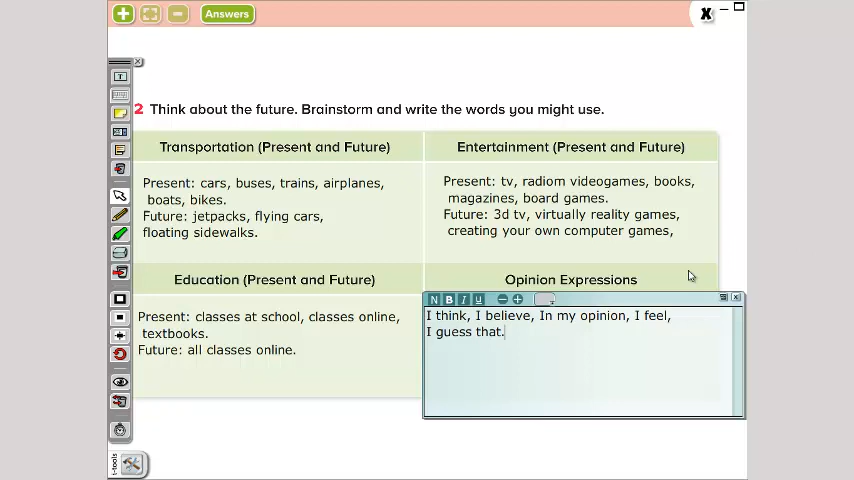 Answers
X
2 Think about the future. Brainstorm and write the words you might use.
Transportation (Present and Future)
Present: cars, buses, trains, airplanes,
boats, bikes.
Future: jetpacks, flying cars,
floating sidewalks.
Entertainment (Present and Future)
Present: tv, radiom videogames, books,
magazines, board games.
Future: 3d tv, virtually reality games,
creating your own computer games,
Education (Present and Future)
Present: classes at school, classes online,
textbooks.
Future: all classes online.
Opinion Expressions
N B I U
I think, I believe, In my opinion, I feel,
I guess that.
T
t-tools